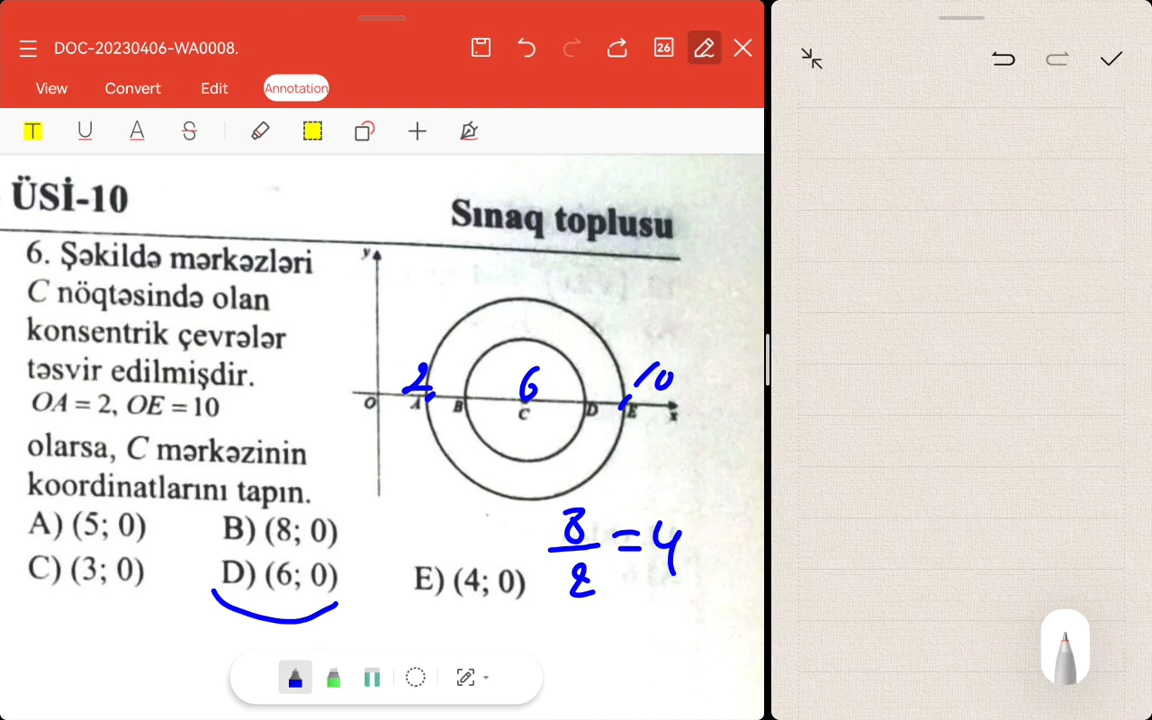 DOC-20230406-WA0008.
26
View Convert Edit Annotation
T U A S
ÜSİ-10
Sınaq toplusu
6. Şəkildə mərkəzləri
C nöqtəsində olan
konsentrik çevrələr
təsvir edilmişdir.
OA = 2, OE = 10
olarsa, C mərkəzinin
koordinatlarını tapın.
A) (5; 0) B) (8; 0)
C) (3; 0) D) (6; 0) E) (4; 0)
y
2 6 10
O A B C D E x
8/2 = 4